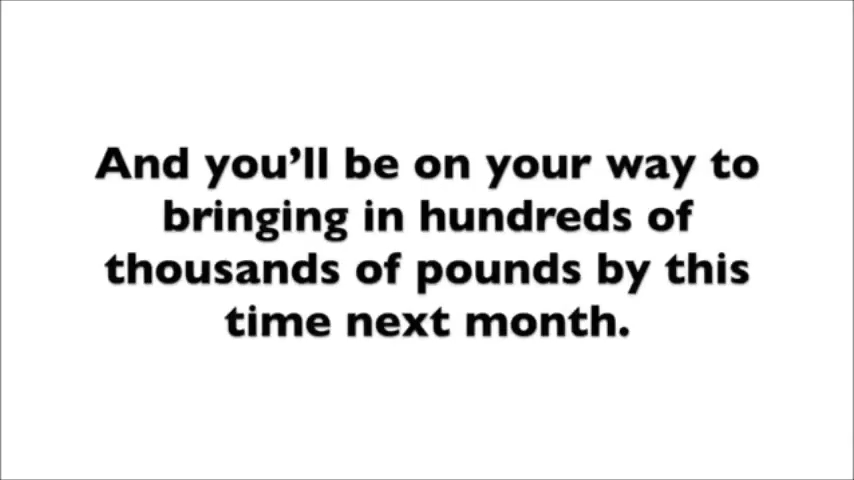 And you’ll be on your way to
bringing in hundreds of
thousands of pounds by this
time next month.